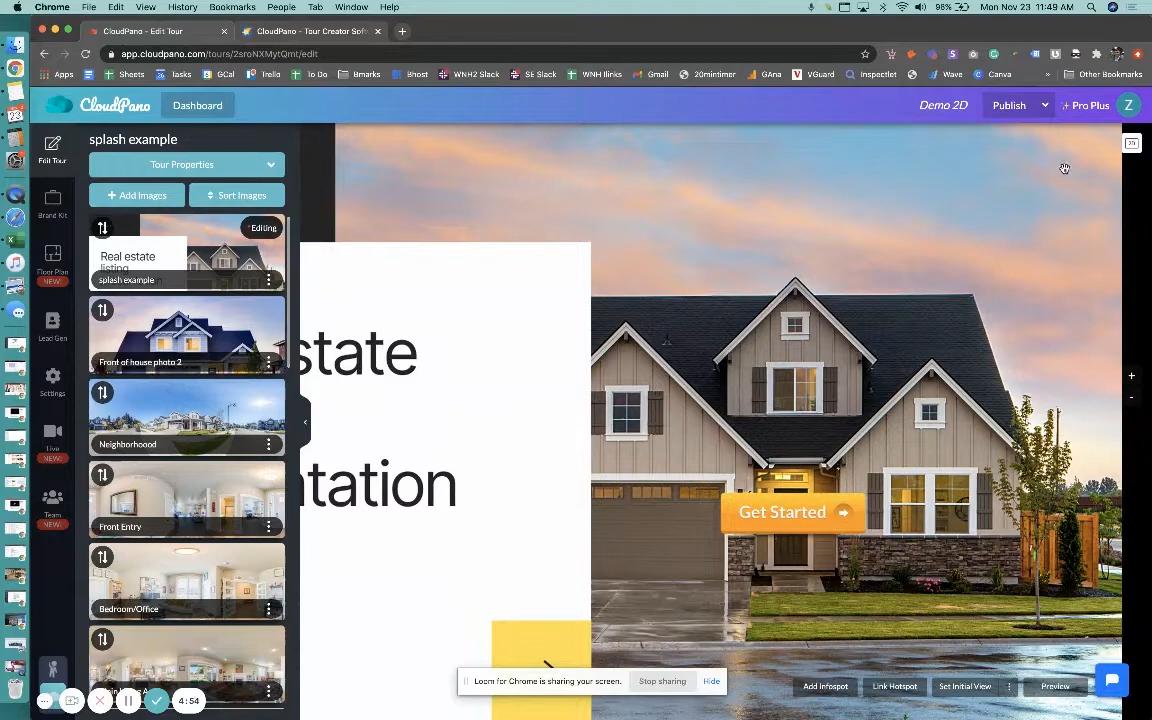 Chrome File Edit View History Bookmarks People Tab Window Help
98% Mon Nov 23 11:49 AM
CloudPano - Edit Tour
CloudPano - Tour Creator Sof
app.cloudpano.com/tours/2sroNXMytQmt/edit
Apps Sheets Tasks GCal Trello To Do Bmarks Bhost WNH2 Slack SE Slack WNH llinks Gmail 20mintimer GAna VGuard Inspectlet Wave Canva » Other Bookmarks
CloudPano Dashboard Demo 2D Publish Pro Plus Z
Edit Tour
Brand Kit
Floor Plan
NEW!
Lead Gen
Settings
Live
NEW!
Team
NEW!
splash example
Tour Properties
+ Add Images
Sort Images
Editing
Real estate
listing
splash example
Front of house photo 2
Neighborhoood
Front Entry
Bedroom/Office
state
ntation
Get Started
2D
+
-
4:54
Loom for Chrome is sharing your screen. Stop sharing Hide
Add Infospot
Link Hotspot
Set Initial View
Preview